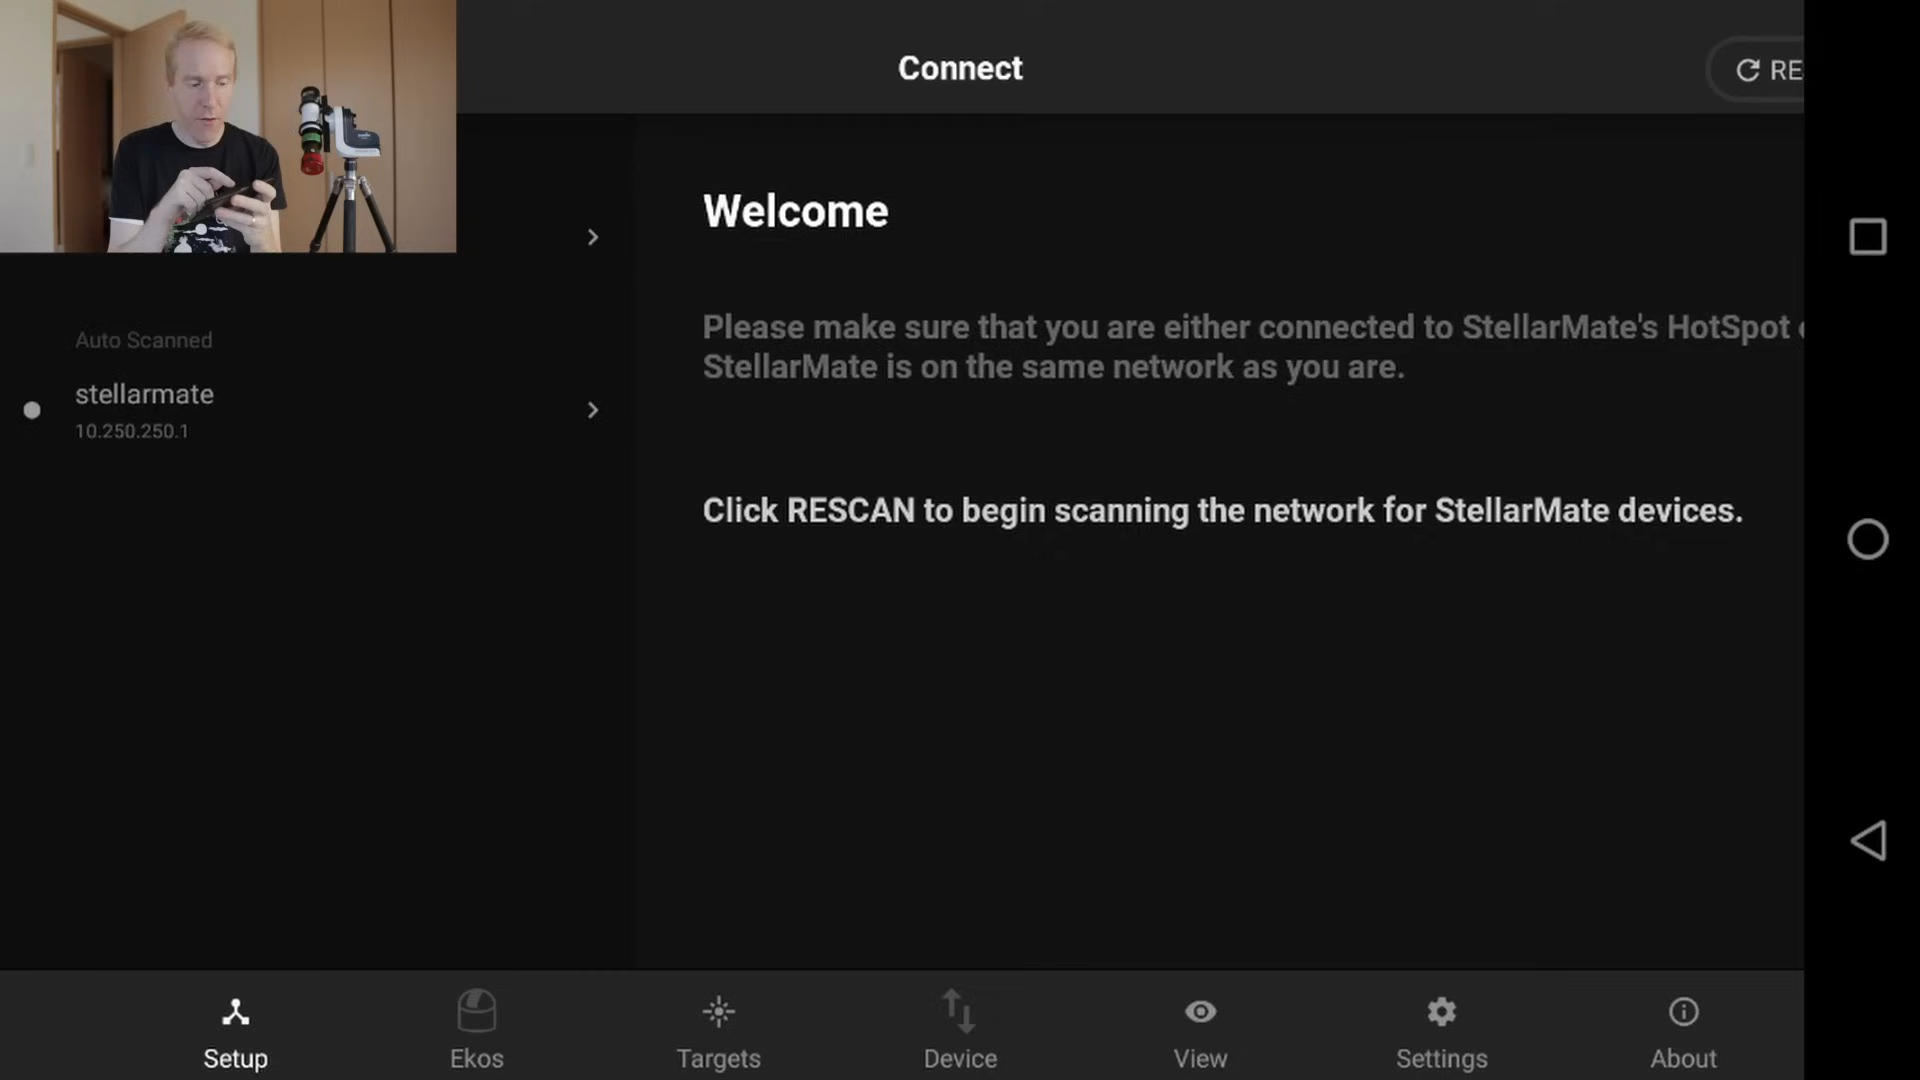 Connect
RE
Welcome
Please make sure that you are either connected to StellarMate's HotSpot
StellarMate is on the same network as you are.
Auto Scanned
stellarmate
10.250.250.1
Click RESCAN to begin scanning the network for StellarMate devices.
Setup
Ekos
Targets
Device
View
Settings
About